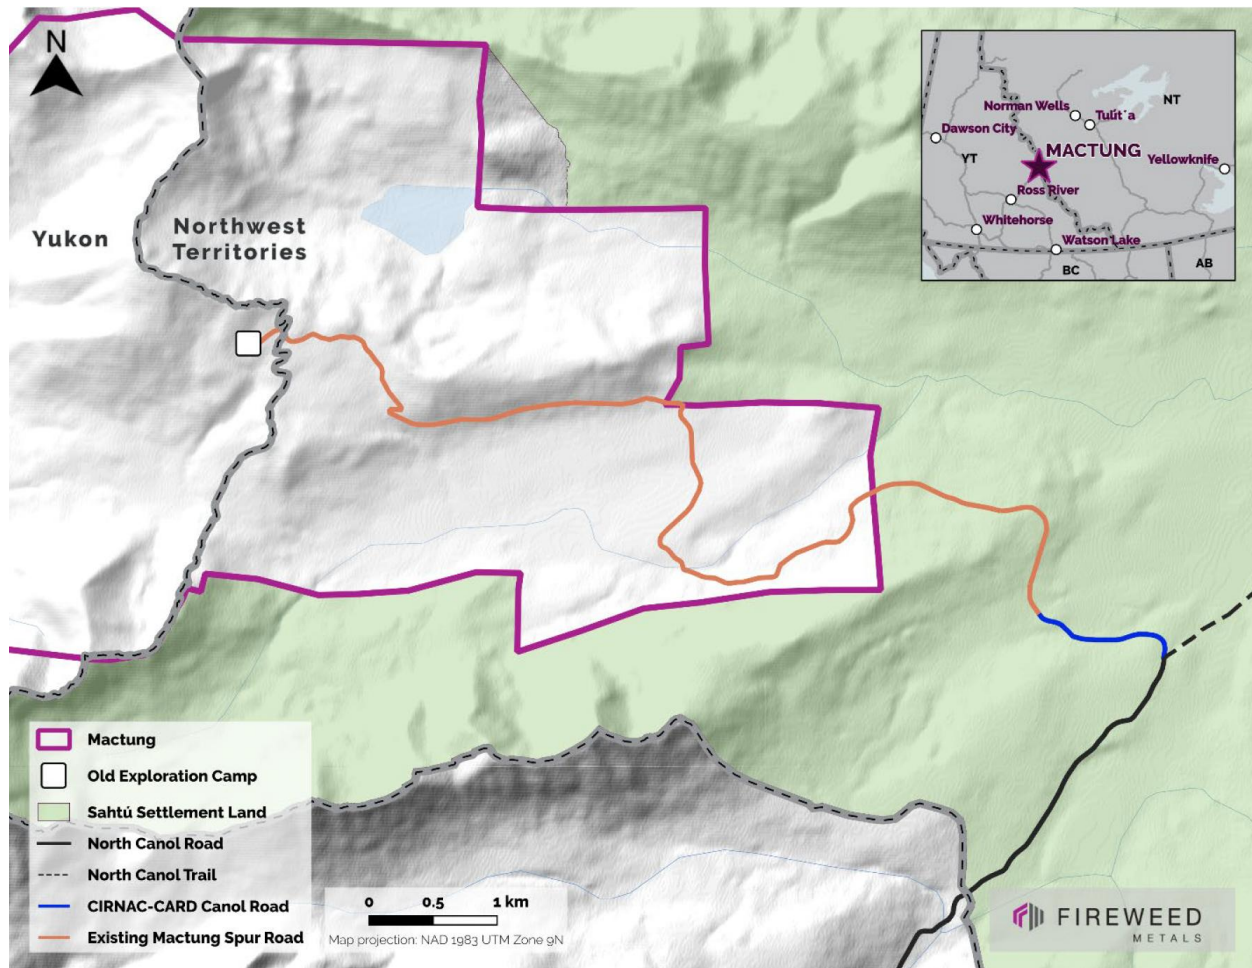 N
Yukon
Northwest
Territories
Norman Wells
Tulít'a
NT
Dawson City
MACTUNG
Yellowknife
YT
Ross River
Whitehorse
Watson Lake
BC
AB
Mactung
Old Exploration Camp
Sahtú Settlement Land
North Canol Road
North Canol Trail
CIRNAC-CARD Canol Road
Existing Mactung Spur Road
0 0.5 1 km
Map projection: NAD 1983 UTM Zone 9N
FIREWEED
METALS